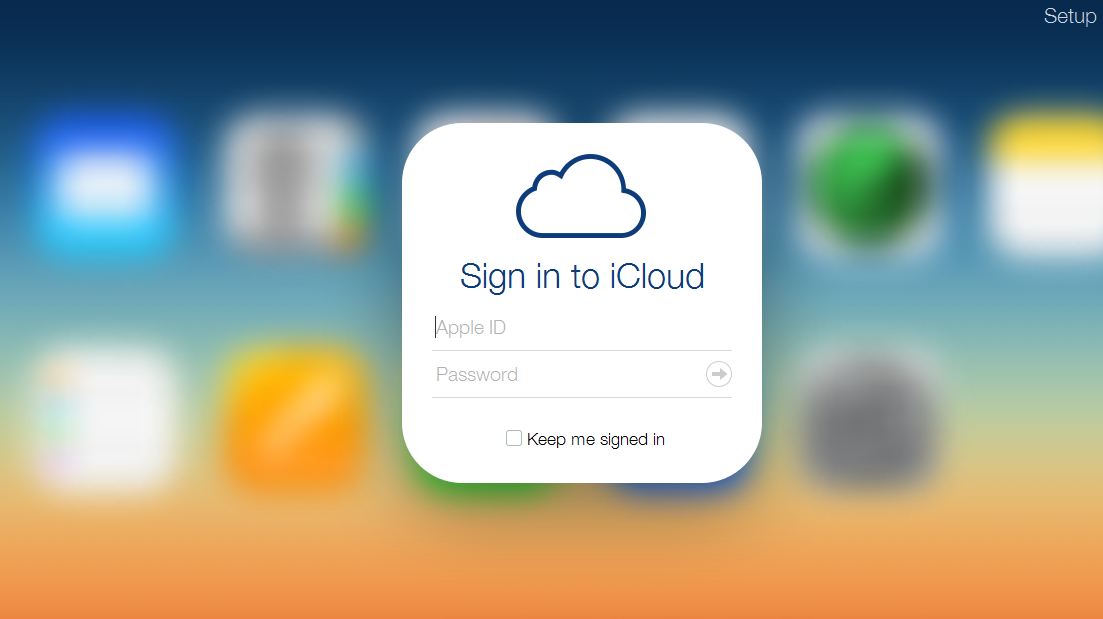 Setup
Sign in to iCloud
Apple ID
Password
Keep me signed in